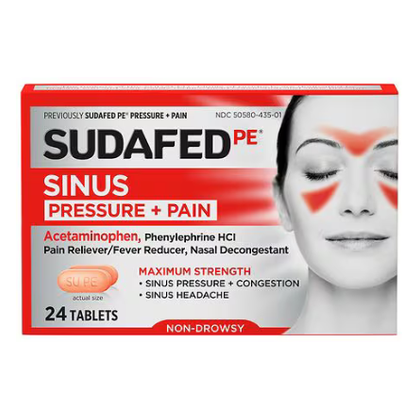 PREVIOUSLY SUDAFED PE® PRESSURE + PAIN
NDC 50580-435-01
SUDAFED PE®
SINUS
PRESSURE + PAIN
Acetaminophen, Phenylephrine HCl
Pain Reliever/Fever Reducer, Nasal Decongestant
MAXIMUM STRENGTH
• SINUS PRESSURE + CONGESTION
• SINUS HEADACHE
SU PE
actual size
24 TABLETS
NON-DROWSY